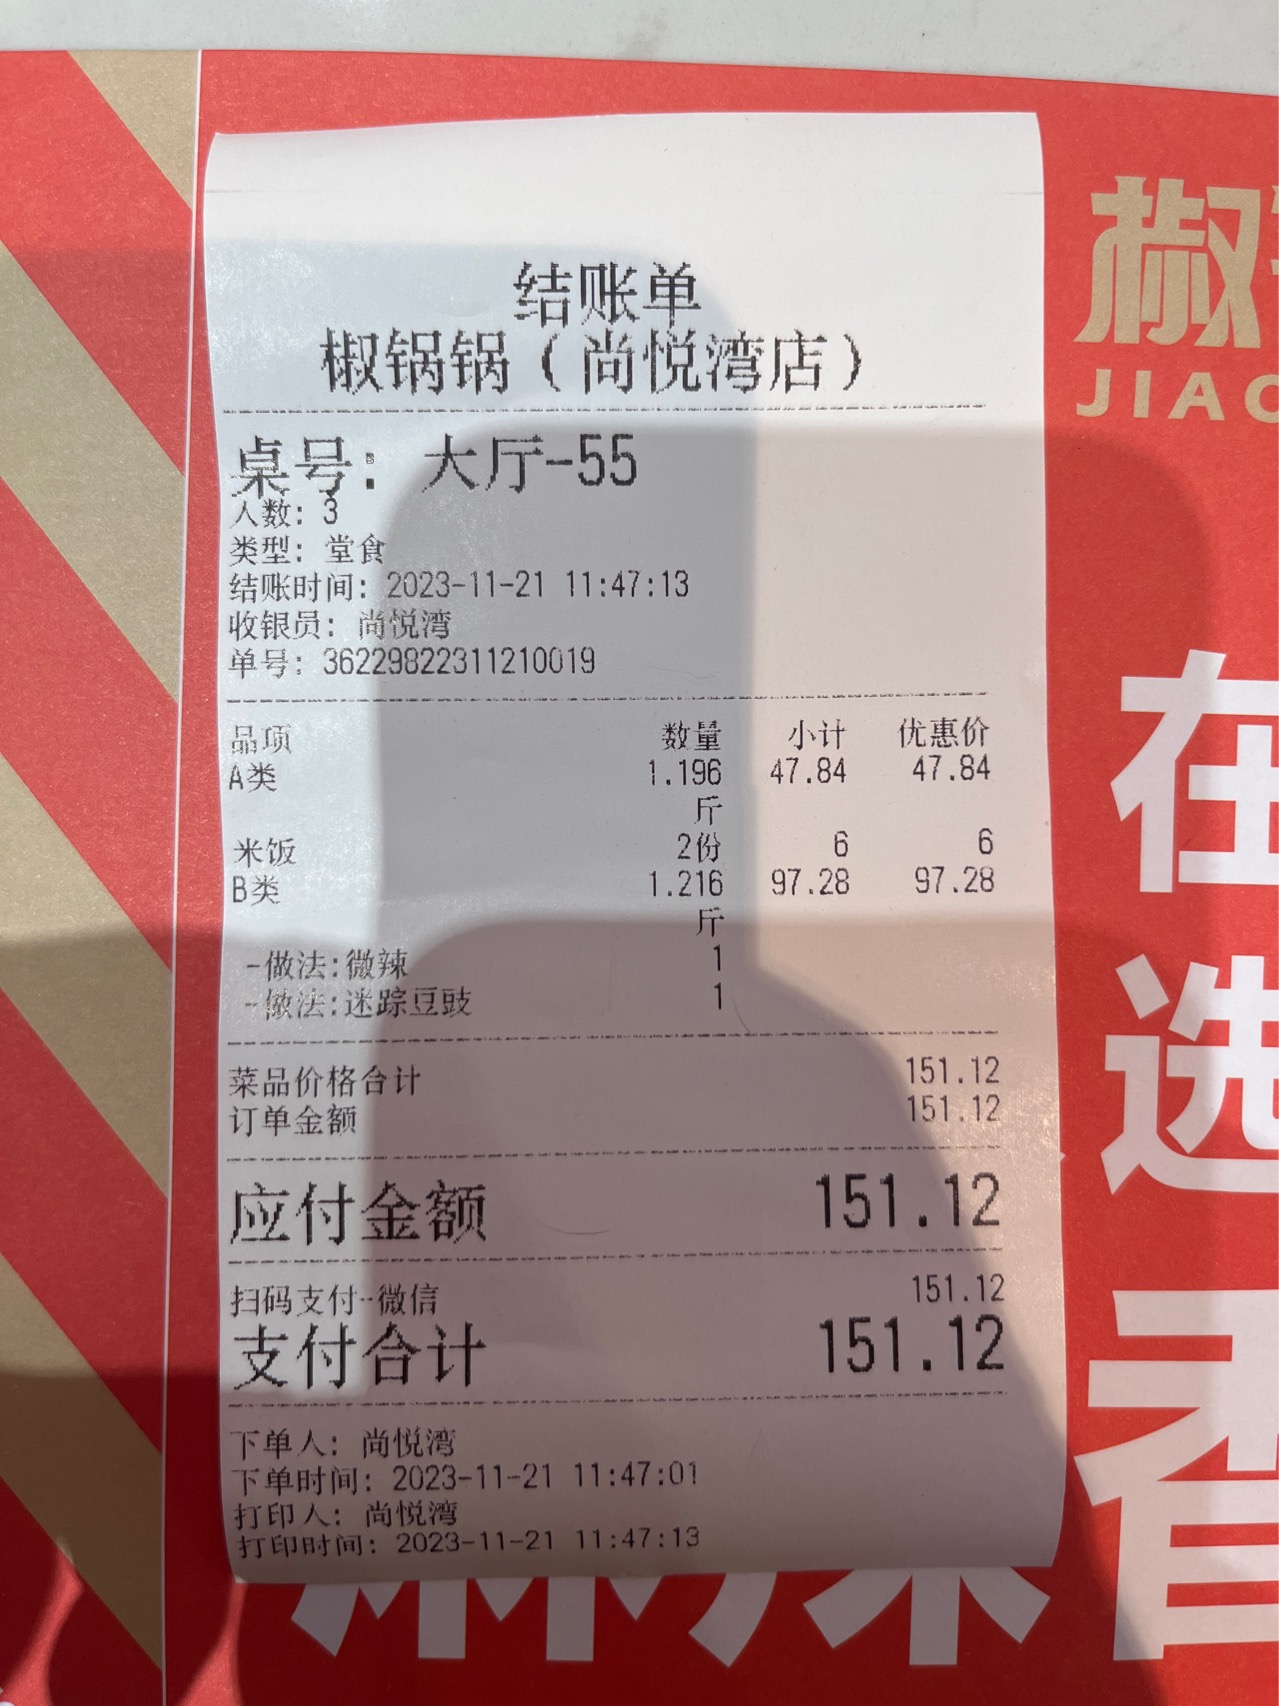 结账单
椒锅锅（尚悦湾店）
桌号：大厅-55
人数：3
类型：堂食
结账时间：2023-11-21 11:47:13
收银员：尚悦湾
单号：36229822311210019
品项 数量 小计 优惠价
A类 1.196 47.84 47.84
斤
米饭 2份 6 6
B类 1.216 97.28 97.28
斤
-做法:微辣 1
-做法:迷踪豆豉 1
菜品价格合计 151.12
订单金额 151.12
应付金额 151.12
扫码支付-微信 151.12
支付合计 151.12
下单人：尚悦湾
下单时间：2023-11-21 11:47:01
打印人：尚悦湾
打印时间：2023-11-21 11:47:13
椒
JIAO
在
选
香